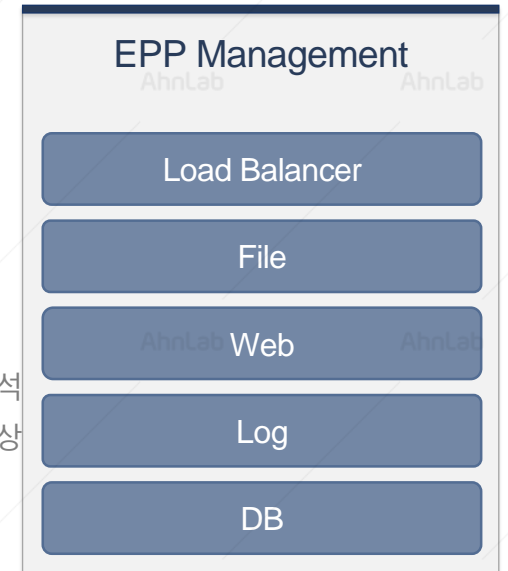 EPP Management
AhnLab AhnLab
Load Balancer
File
AhnLab Web AhnLab
석
Log
상
DB